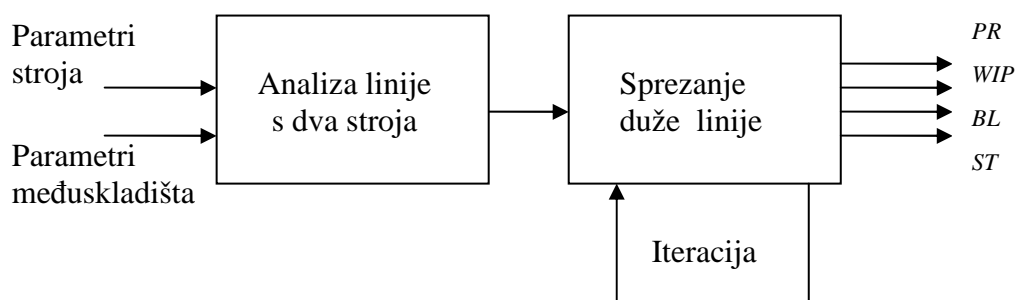 Parametri
stroja
Parametri
međuskladišta
Analiza linije
s dva stroja
Sprezanje
duže linije
Iteracija
PR
WIP
BL
ST